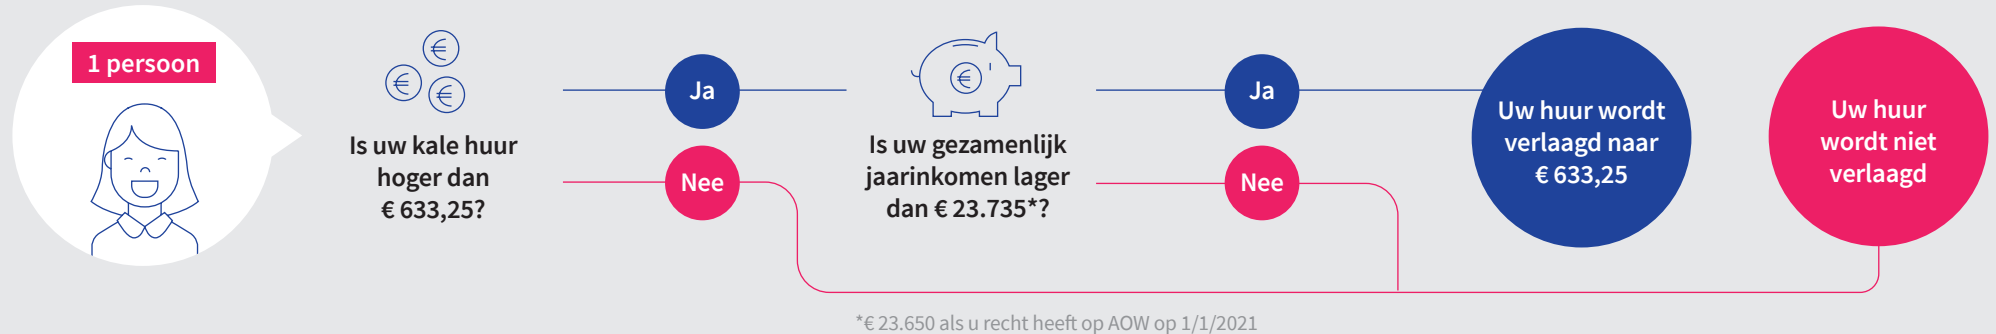 1 persoon
Is uw kale huur
hoger dan
€ 633,25?
Ja
Nee
Is uw gezamenlijk
jaarinkomen lager
dan € 23.735*?
Ja
Nee
Uw huur wordt
verlaagd naar
€ 633,25
Uw huur
wordt niet
verlaagd
*€ 23.650 als u recht heeft op AOW op 1/1/2021